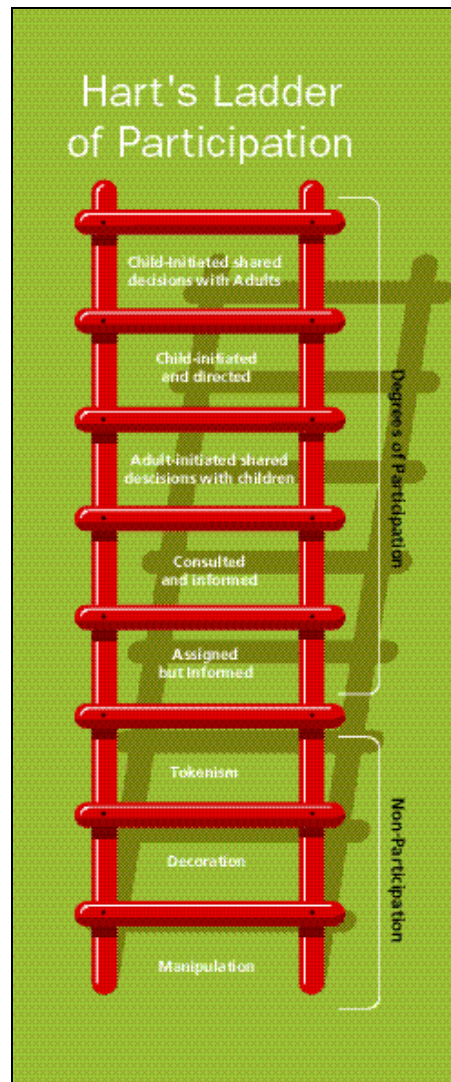 Hart's Ladder
of Participation
Child-Initiated shared
decisions with Adults
Child-initiated
and directed
Adult-initiated shared
descisions with children
Consulted
and informed
Assigned
but Informed
Degrees of Participation
Tokenism
Decoration
Manipulation
Non-Participation